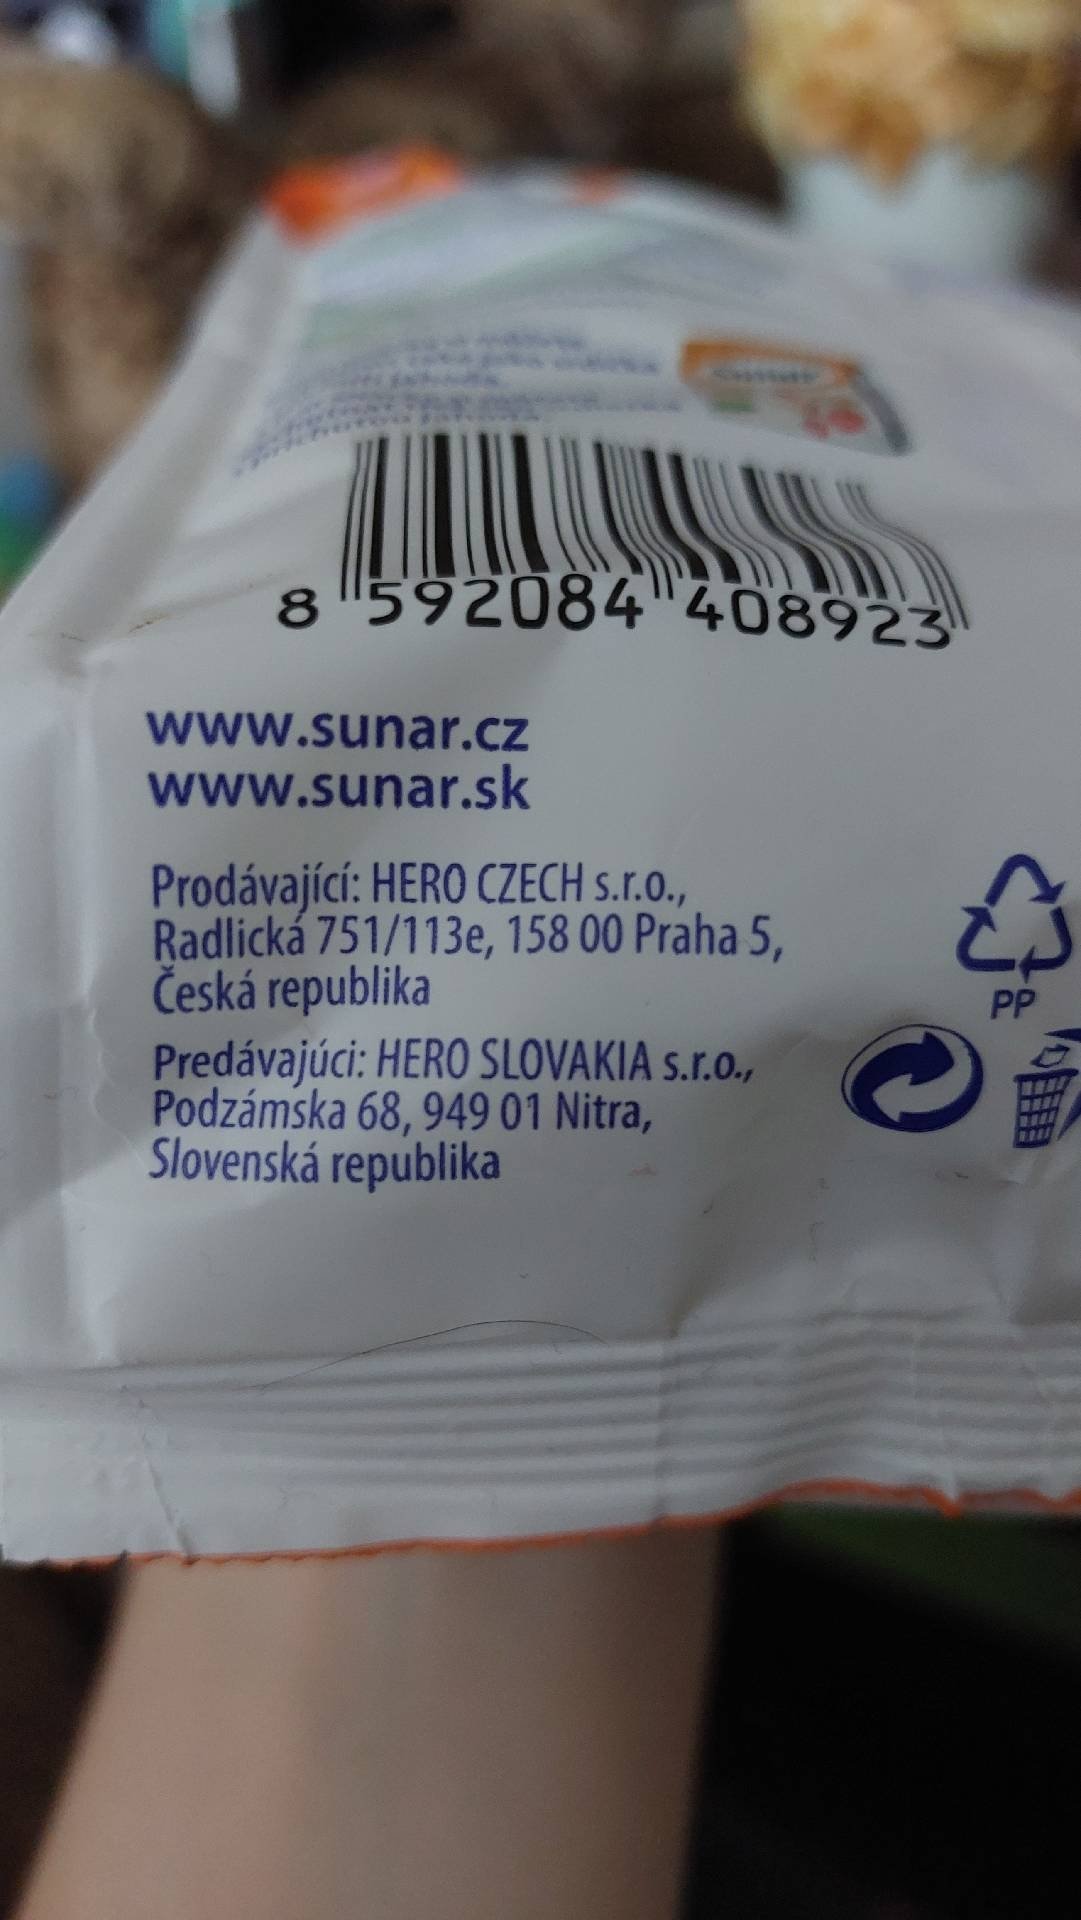 sunar
8 592084 408923
www.sunar.cz
www.sunar.sk
Prodávající: HERO CZECH s.r.o.,
Radlická 751/113e, 158 00 Praha 5,
Česká republika
Predávajúci: HERO SLOVAKIA s.r.o.,
Podzámska 68, 949 01 Nitra,
Slovenská republika
PP